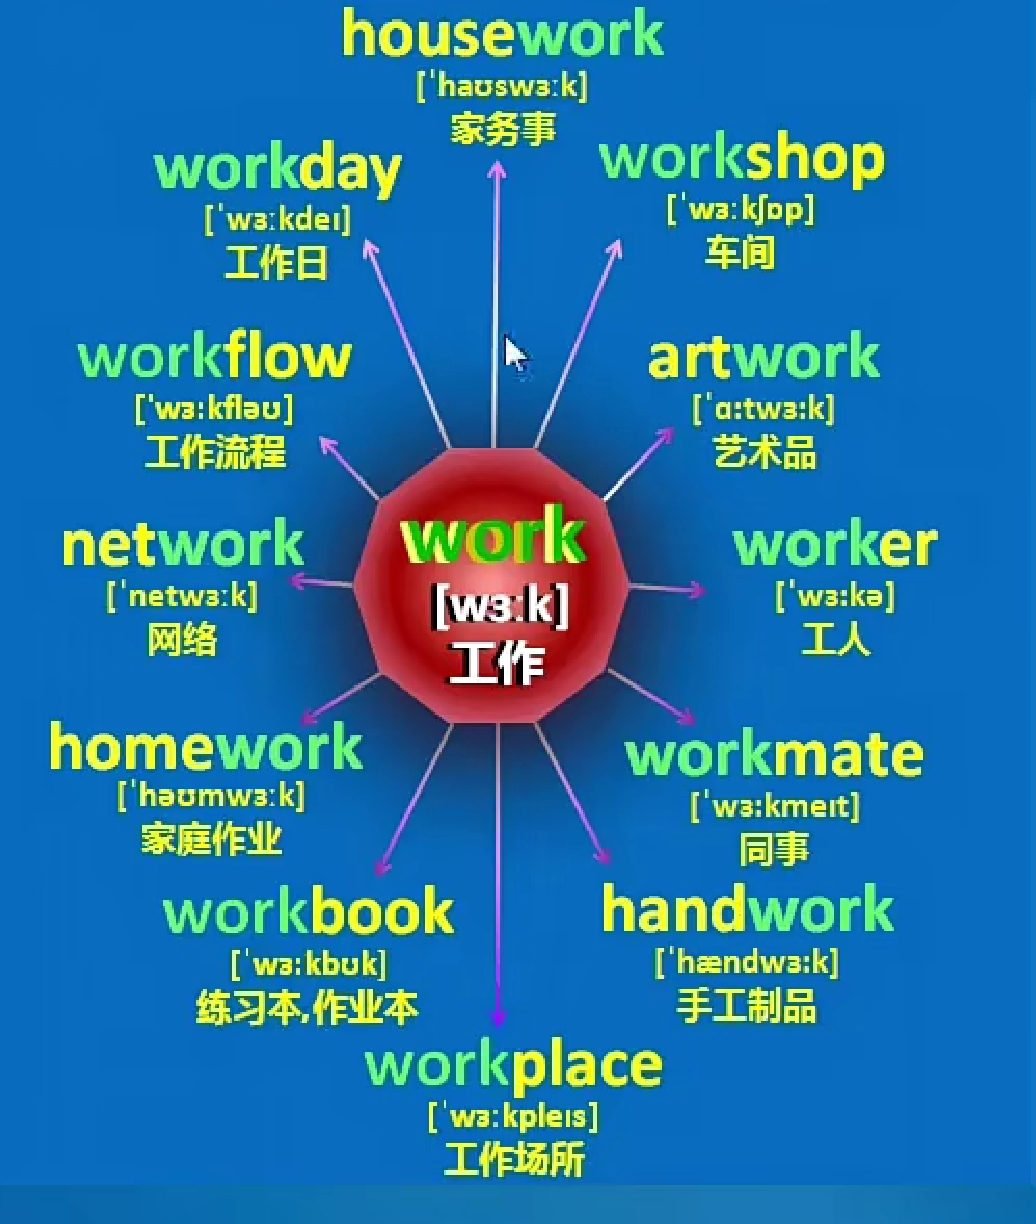 housework
[ˈhaʊswɜːk]
家务事
workday
[ˈwɜːkdeɪ]
工作日
workshop
[ˈwɜːkʃɒp]
车间
workflow
[ˈwɜːkfləʊ]
工作流程
artwork
[ˈɑːtwɜːk]
艺术品
network
[ˈnetwɜːk]
网络
work
[wɜːk]
工作
worker
[ˈwɜːkə]
工人
homework
[ˈhəʊmwɜːk]
家庭作业
workmate
[ˈwɜːkmeɪt]
同事
workbook
[ˈwɜːkbʊk]
练习本,作业本
handwork
[ˈhændwɜːk]
手工制品
workplace
[ˈwɜːkpleɪs]
工作场所